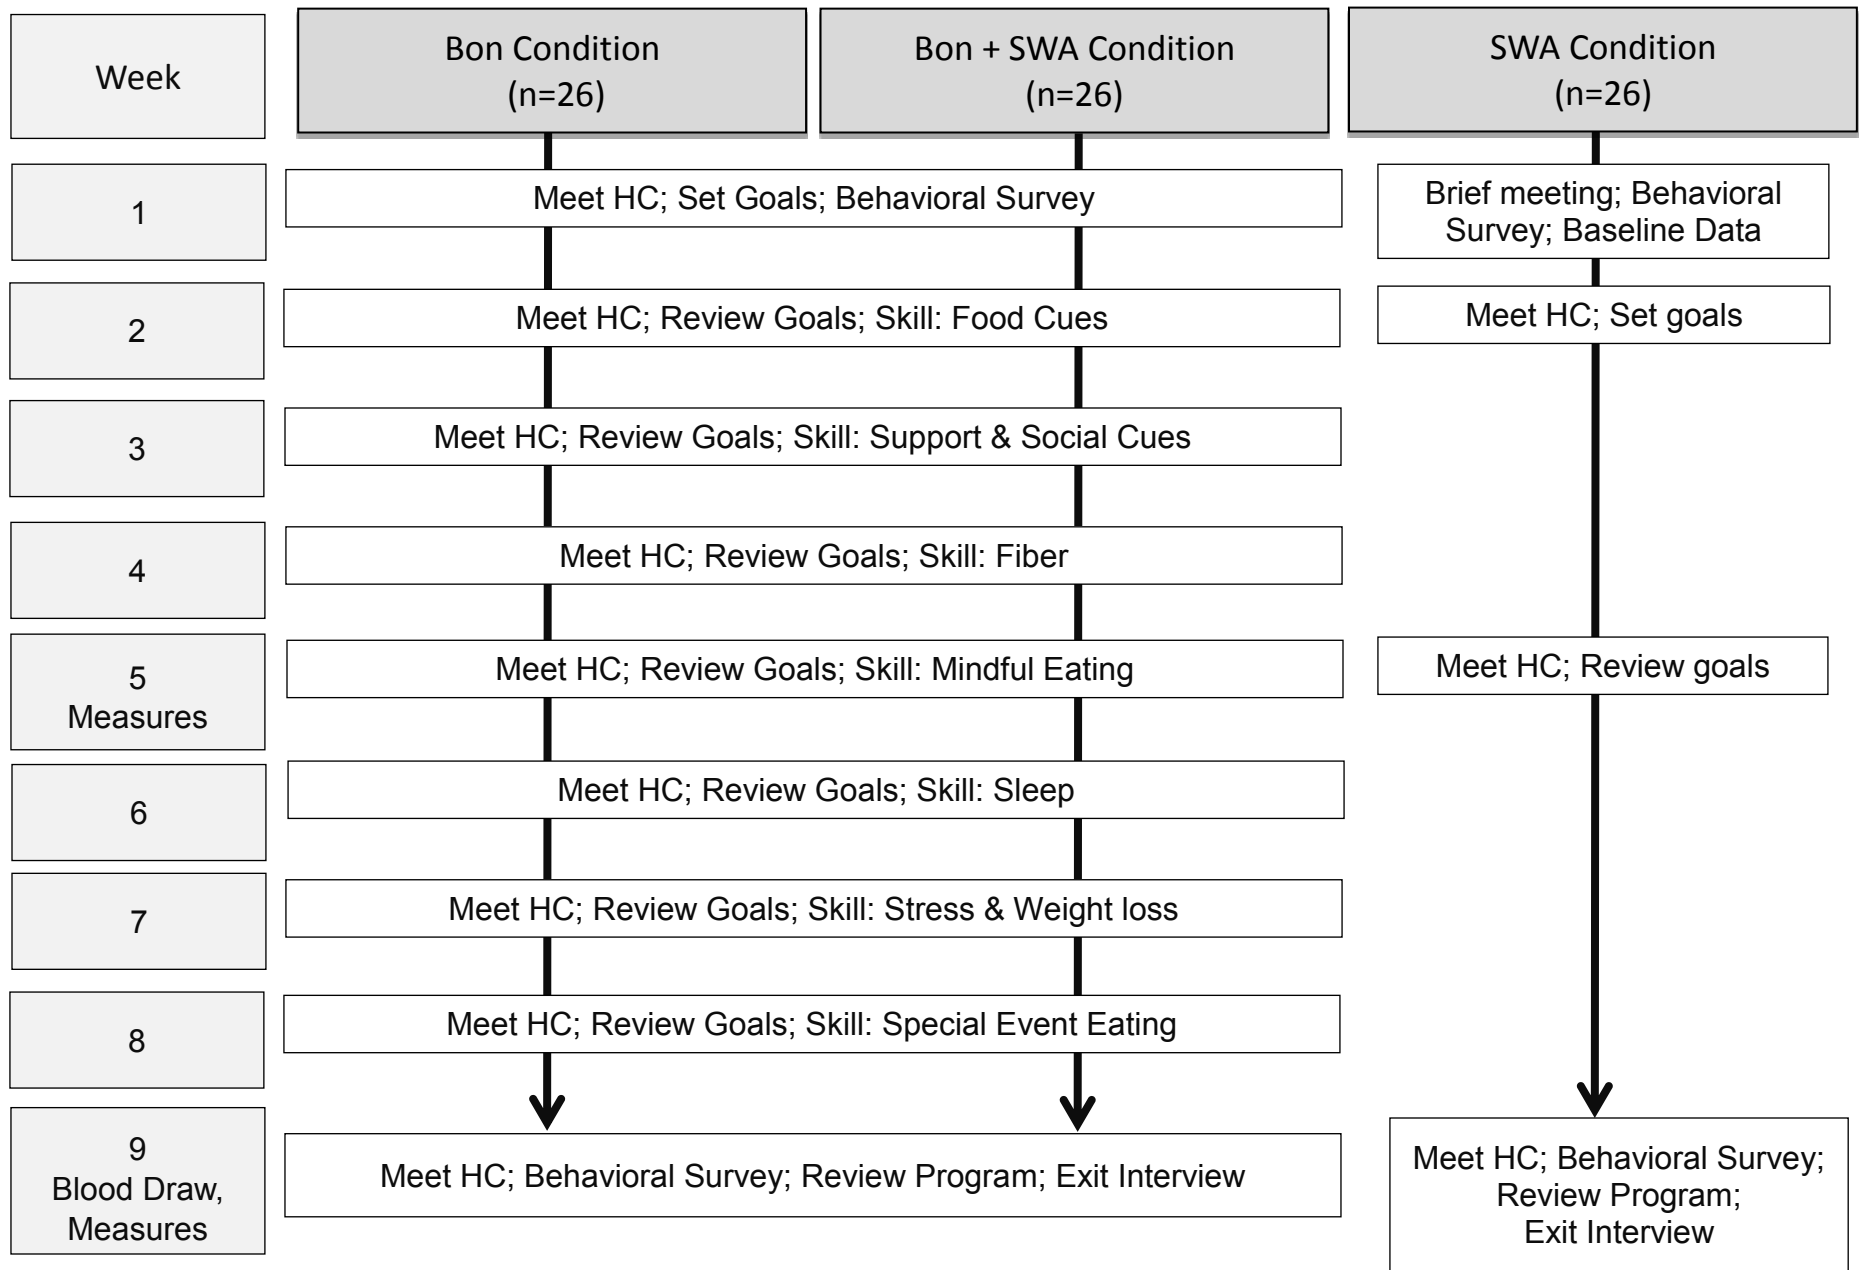 Week
Bon Condition
(n=26)
Bon + SWA Condition
(n=26)
SWA Condition
(n=26)
1
Meet HC; Set Goals; Behavioral Survey
Brief meeting; Behavioral
Survey; Baseline Data
2
Meet HC; Review Goals; Skill: Food Cues
Meet HC; Set goals
3
Meet HC; Review Goals; Skill: Support & Social Cues
4
Meet HC; Review Goals; Skill: Fiber
5
Measures
Meet HC; Review Goals; Skill: Mindful Eating
Meet HC; Review goals
6
Meet HC; Review Goals; Skill: Sleep
7
Meet HC; Review Goals; Skill: Stress & Weight loss
8
Meet HC; Review Goals; Skill: Special Event Eating
9
Blood Draw,
Measures
Meet HC; Behavioral Survey; Review Program; Exit Interview
Meet HC; Behavioral Survey;
Review Program;
Exit Interview